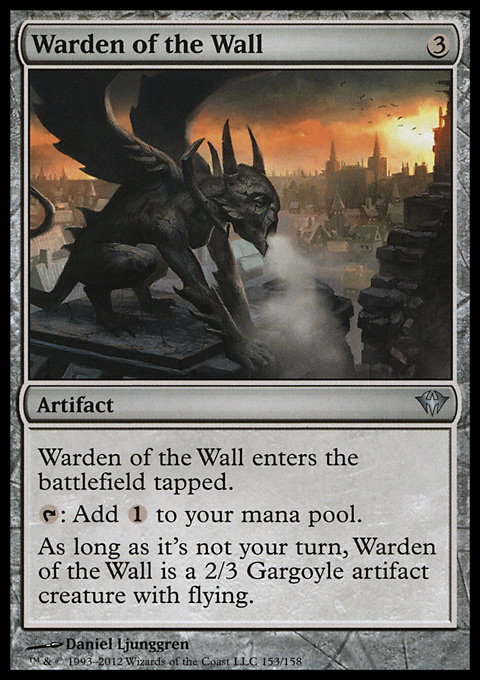 Warden of the Wall 3
Artifact
Warden of the Wall enters the
battlefield tapped.
: Add 1 to your mana pool.
As long as it's not your turn, Warden
of the Wall is a 2/3 Gargoyle artifact
creature with flying.
Daniel Ljunggren
™ & © 1993–2012 Wizards of the Coast LLC 153/158